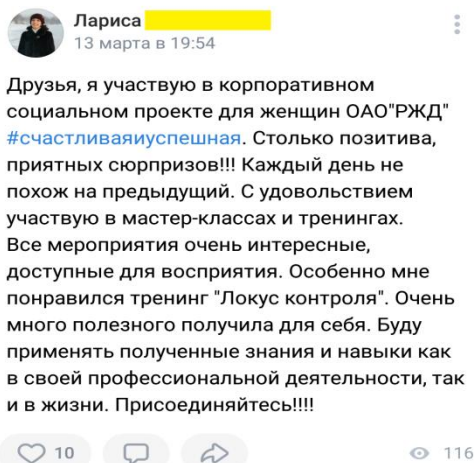 Лариса
13 марта в 19:54
Друзья, я участвую в корпоративном
социальном проекте для женщин ОАО"РЖД"
#счастливаяиуспешная. Столько позитива,
приятных сюрпризов!!! Каждый день не
похож на предыдущий. С удовольствием
участвую в мастер-классах и тренингах.
Все мероприятия очень интересные,
доступные для восприятия. Особенно мне
понравился тренинг "Локус контроля". Очень
много полезного получила для себя. Буду
применять полученные знания и навыки как
в своей профессиональной деятельности, так
и в жизни. Присоединяйтесь!!!!
10 116